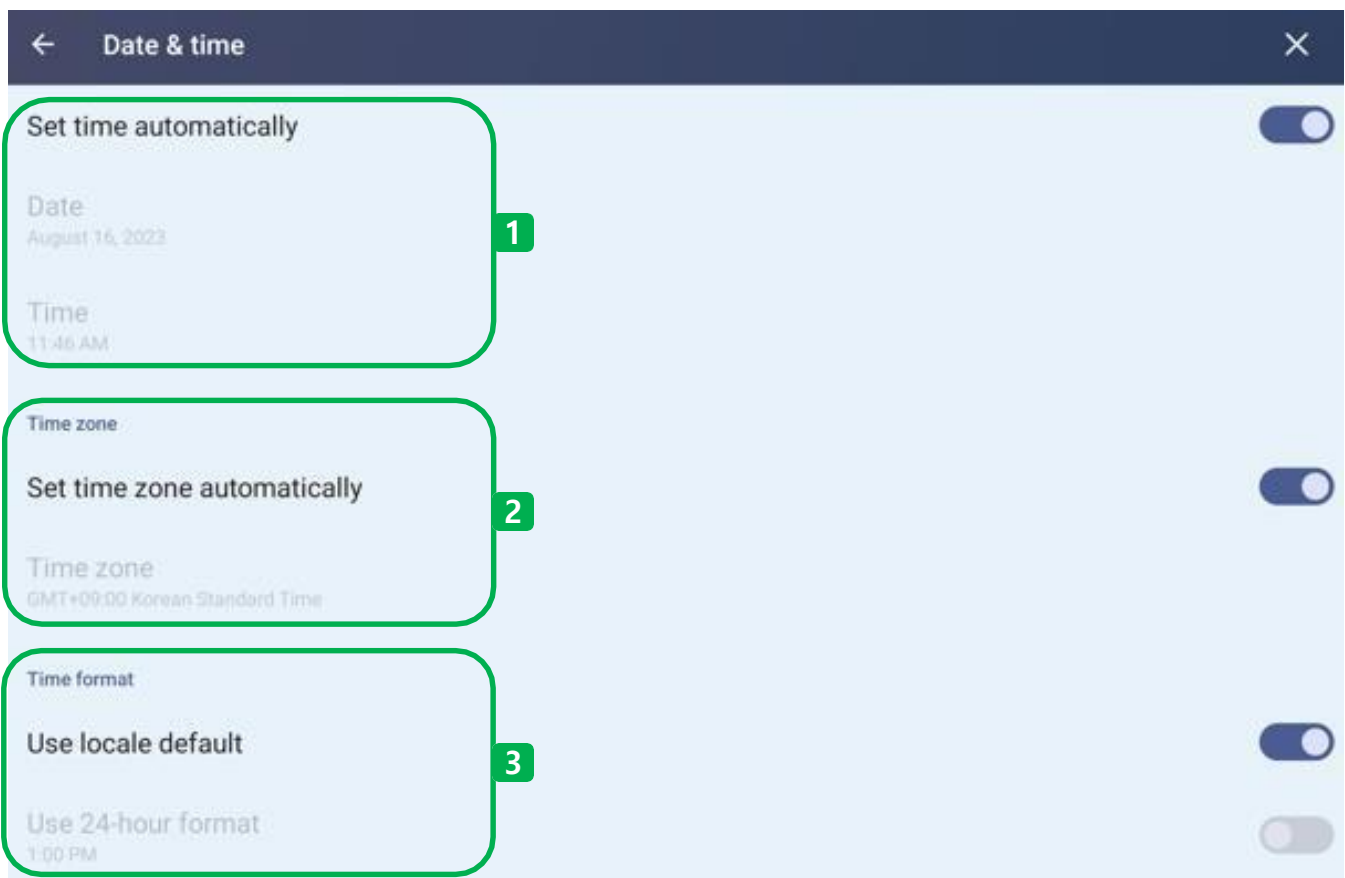 Date & time
Set time automatically
Date
August 16, 2023
1
Time
11:46 AM
Time zone
Set time zone automatically
2
Time zone
GMT+09:00 Korean Standard Time
Time format
Use locale default
3
Use 24-hour format
1:00 PM